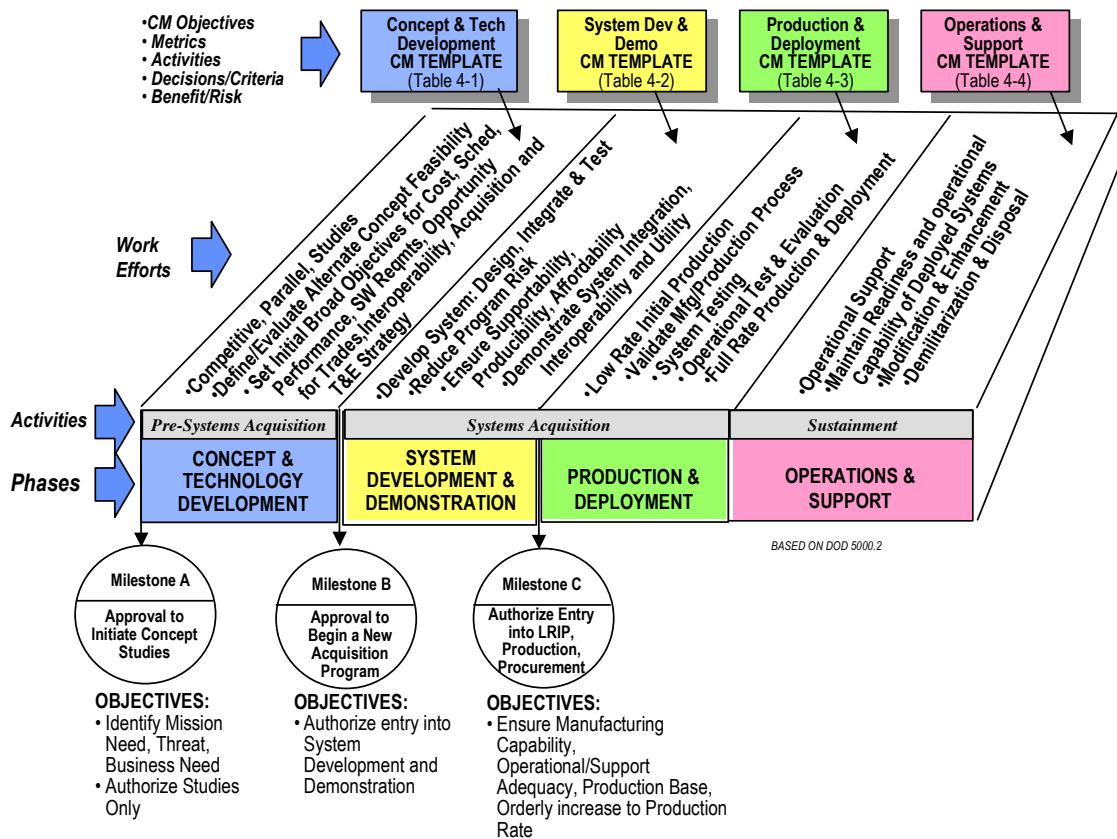 •CM Objectives
• Metrics
• Activities
• Decisions/Criteria
• Benefit/Risk
Concept & Tech
Development
CM TEMPLATE
(Table 4-1)
System Dev &
Demo
CM TEMPLATE
(Table 4-2)
Production &
Deployment
CM TEMPLATE
(Table 4-3)
Operations &
Support
CM TEMPLATE
(Table 4-4)
Work
Efforts
•Competitive, Parallel, Studies
•Define/Evaluate Alternate Concept Feasibility
• Set Initial Broad Objectives for Cost, Sched,
Performance, SW Reqmts, Opportunity
for Trades, Interoperability, Acquisition and
T&E Strategy
•Develop System: Design, Integrate & Test
•Reduce Program Risk
• Ensure Supportability,
Producibility, Affordability
•Demonstrate System Integration,
Interoperability and Utility
•Low Rate Initial Production
•Validate Mfg/Production Process
• System Testing
•Operational Test & Evaluation
•Full Rate Production & Deployment
•Operational Support
•Maintain Readiness and operational
Capability of Deployed Systems
•Modification & Enhancement
•Demilitarization & Disposal
Activities
Pre-Systems Acquisition
Systems Acquisition
Sustainment
Phases
CONCEPT &
TECHNOLOGY
DEVELOPMENT
SYSTEM
DEVELOPMENT &
DEMONSTRATION
PRODUCTION &
DEPLOYMENT
OPERATIONS &
SUPPORT
BASED ON DOD 5000.2
Milestone A
Approval to
Initiate Concept
Studies
OBJECTIVES:
• Identify Mission
Need, Threat,
Business Need
• Authorize Studies
Only
Milestone B
Approval to
Begin a New
Acquisition
Program
OBJECTIVES:
• Authorize entry into
System
Development and
Demonstration
Milestone C
Authorize Entry
into LRIP,
Production,
Procurement
OBJECTIVES:
• Ensure Manufacturing
Capability,
Operational/Support
Adequacy, Production Base,
Orderly increase to Production
Rate